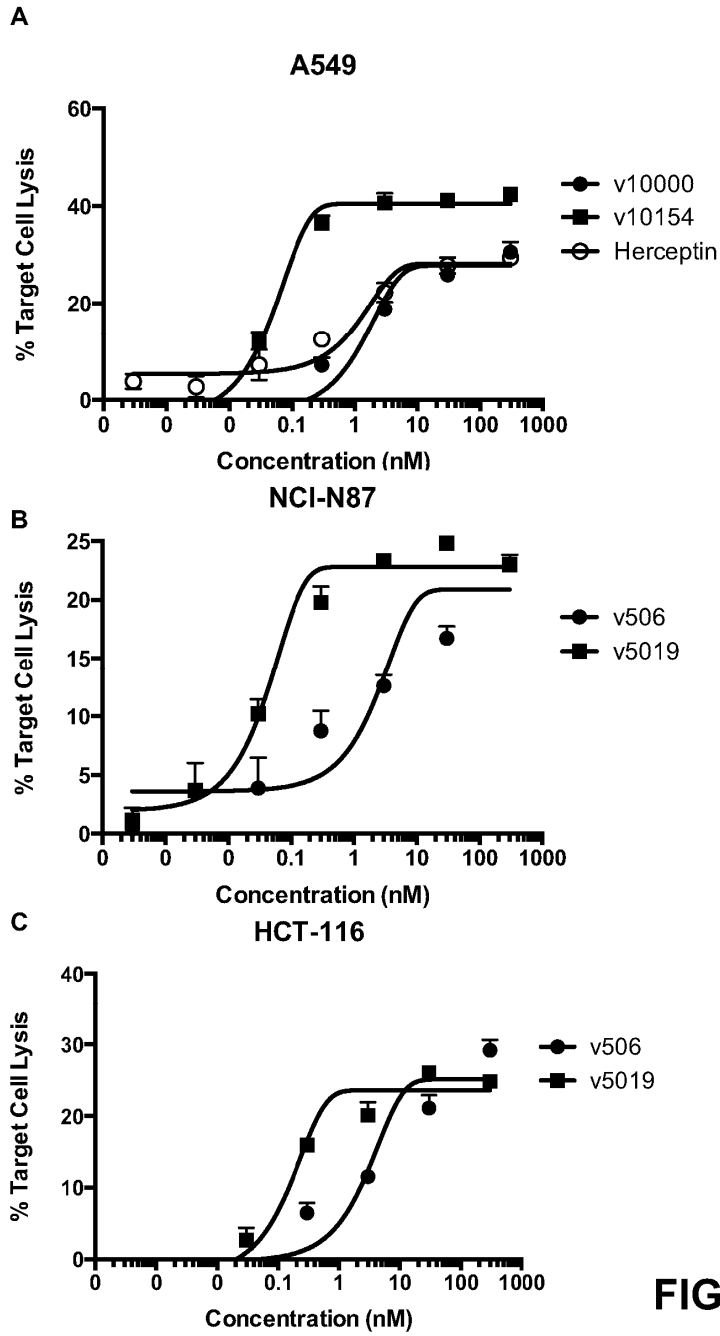 A
A549
60
40
20
0
% Target Cell Lysis
0 0 0 0.1 1 10 100 1000
Concentration (nM)
v10000
v10154
Herceptin
B
NCI-N87
25
20
15
10
5
0
% Target Cell Lysis
0 0 0 0.1 1 10 100 1000
Concentration (nM)
v506
v5019
C
HCT-116
40
30
20
10
0
% Target Cell Lysis
0 0 0 0.1 1 10 100 1000
Concentration (nM)
v506
v5019
FIG